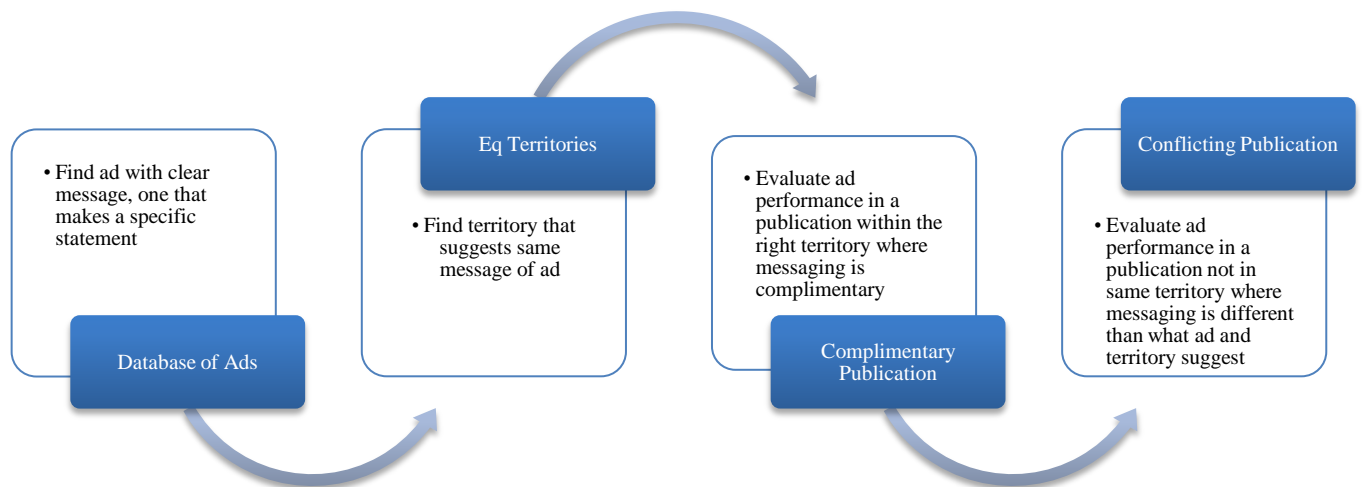 • Find ad with clear
message, one that
makes a specific
statement
Database of Ads
Eq Territories
• Find territory that
suggests same
message of ad
• Evaluate ad
performance in a
publication within the
right territory where
messaging is
complimentary
Complimentary
Publication
Conflicting Publication
• Evaluate ad
performance in a
publication not in
same territory where
messaging is different
than what ad and
territory suggest